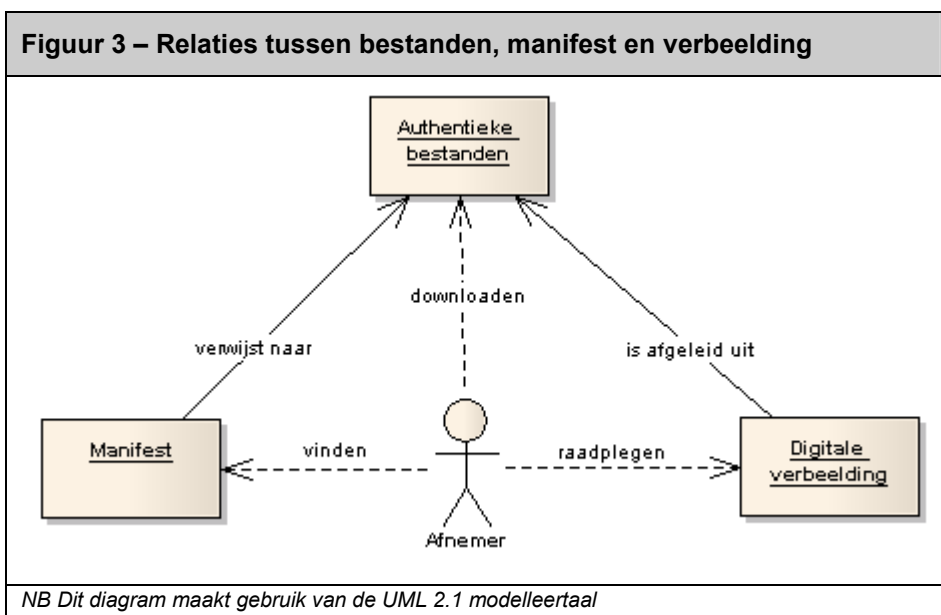 Figuur 3 – Relaties tussen bestanden, manifest en verbeelding
Authentieke
bestanden
downloaden
verwijst naar
is afgeleid uit
Manifest
vinden
raadplegen
Digitale
verbeelding
Afnemer
NB Dit diagram maakt gebruik van de UML 2.1 modelleertaal